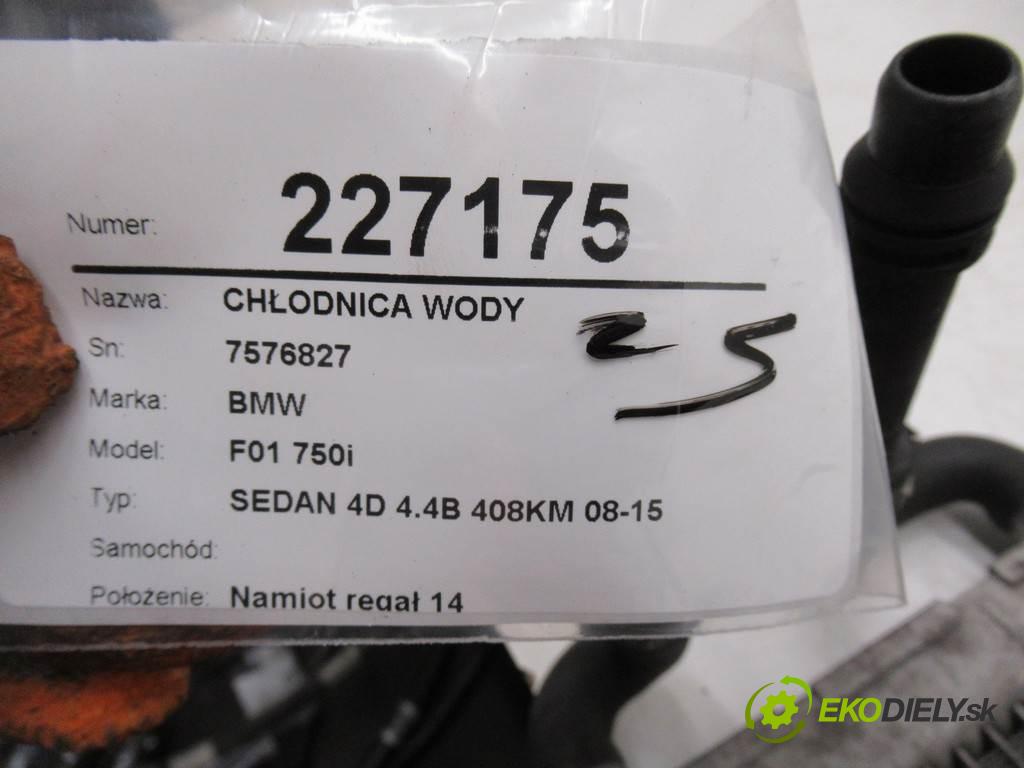 Numer: 227175
Nazwa: CHŁODNICA WODY
Sn: 7576827
25
Marka: BMW
Model: F01 750i
Typ: SEDAN 4D 4.4B 408KM 08-15
Samochód:
Położenie: Namiot regał 14
EKODIELY.sk